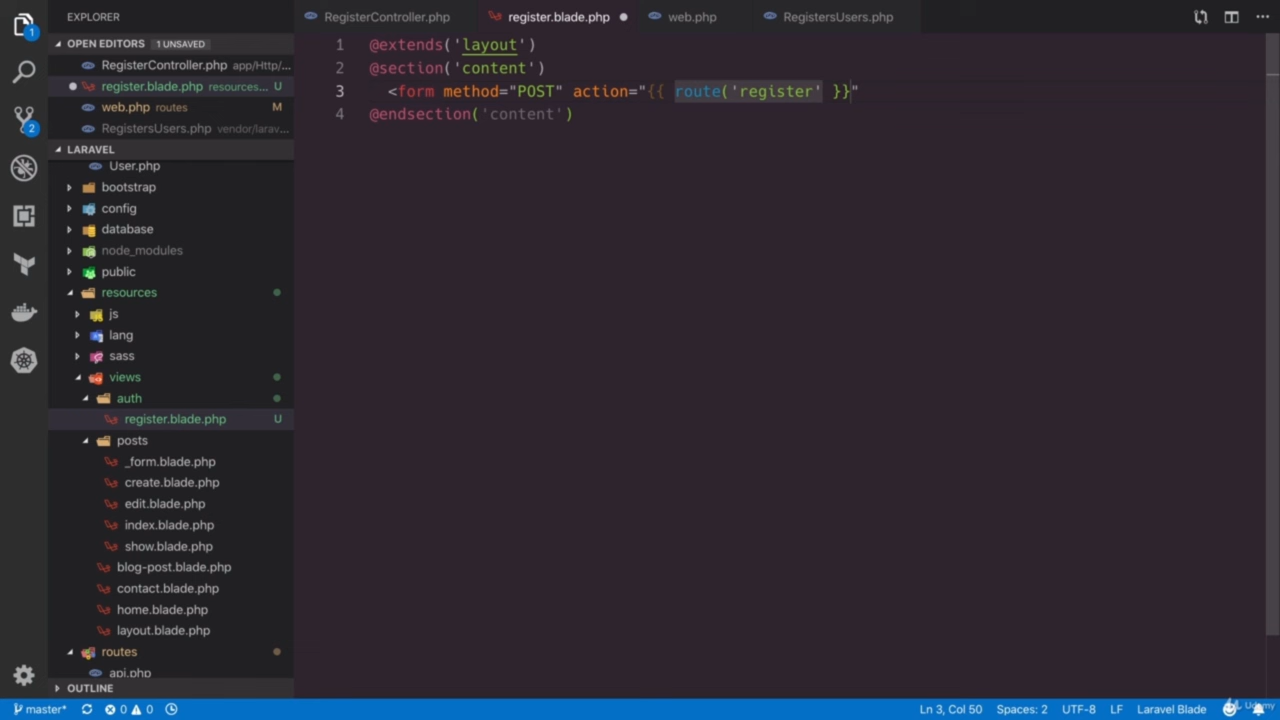 EXPLORER
RegisterController.php
register.blade.php
web.php
RegistersUsers.php
OPEN EDITORS 1 UNSAVED
RegisterController.php app/Http/...
register.blade.php resources... U
web.php routes M
RegistersUsers.php vendor/larav...
LARAVEL
User.php
bootstrap
config
database
node_modules
public
resources
js
lang
sass
views
auth
register.blade.php U
posts
_form.blade.php
create.blade.php
edit.blade.php
index.blade.php
show.blade.php
blog-post.blade.php
contact.blade.php
home.blade.php
layout.blade.php
routes
api.php
OUTLINE
1 @extends('layout')
2 @section('content')
3 <form method="POST" action="{{ route('register' }}"
4 @endsection('content')
1
2
master* 0 0 Ln 3, Col 50 Spaces: 2 UTF-8 LF Laravel Blade
Udemy